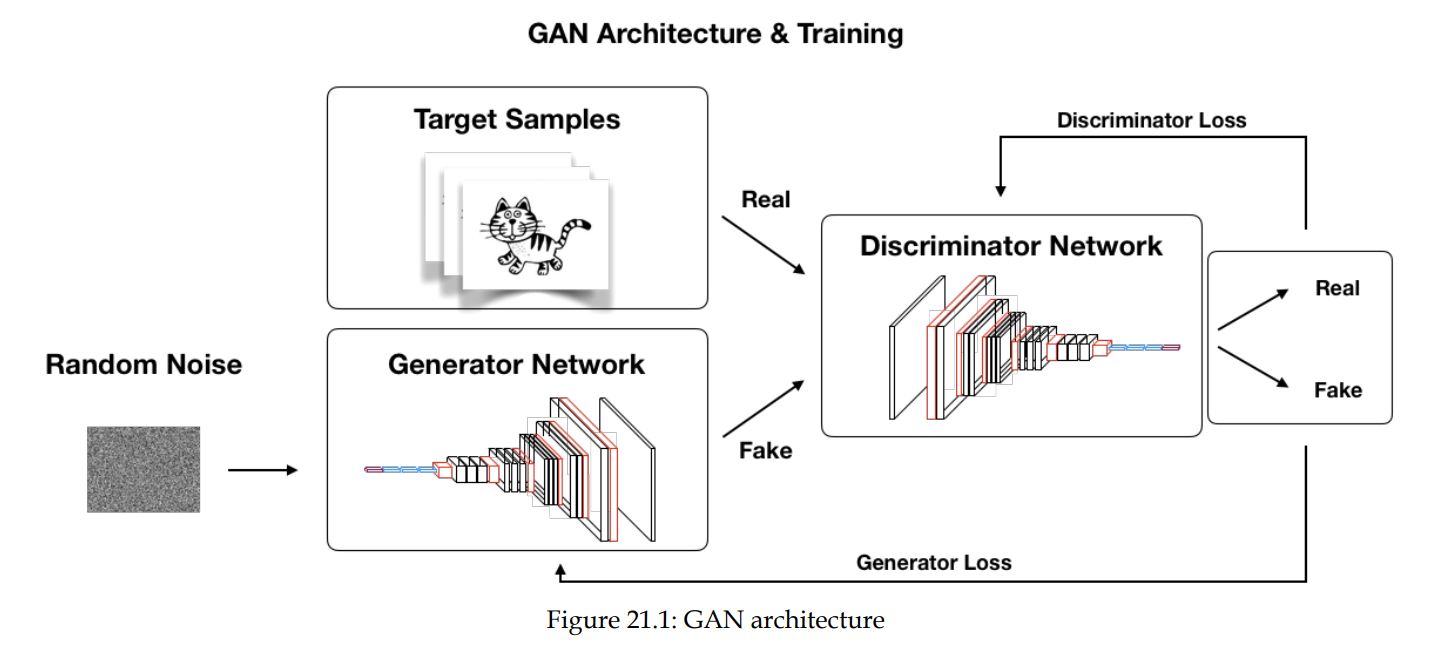 GAN Architecture & Training
Target Samples
Discriminator Loss
Real
Discriminator Network
Real
Random Noise
Generator Network
Fake
Fake
Generator Loss
Figure 21.1: GAN architecture